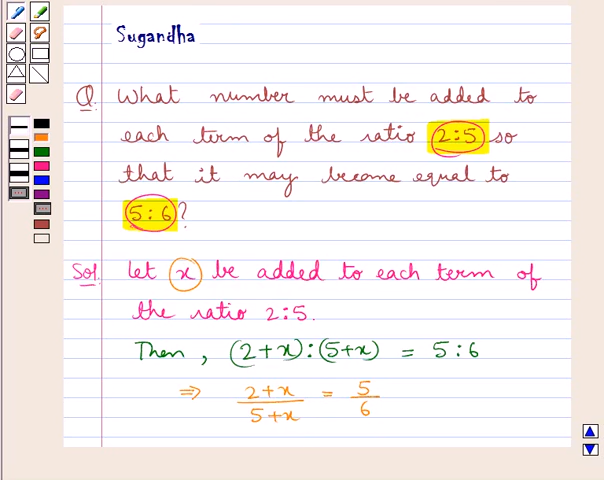 Sugandha
Q. What number must be added to
each term of the ratio 2:5 so
that it may become equal to
5:6?
Sol. Let x be added to each term of
the ratio 2:5.
Then, (2+x):(5+x) = 5:6
⇒ 2+x/5+x = 5/6